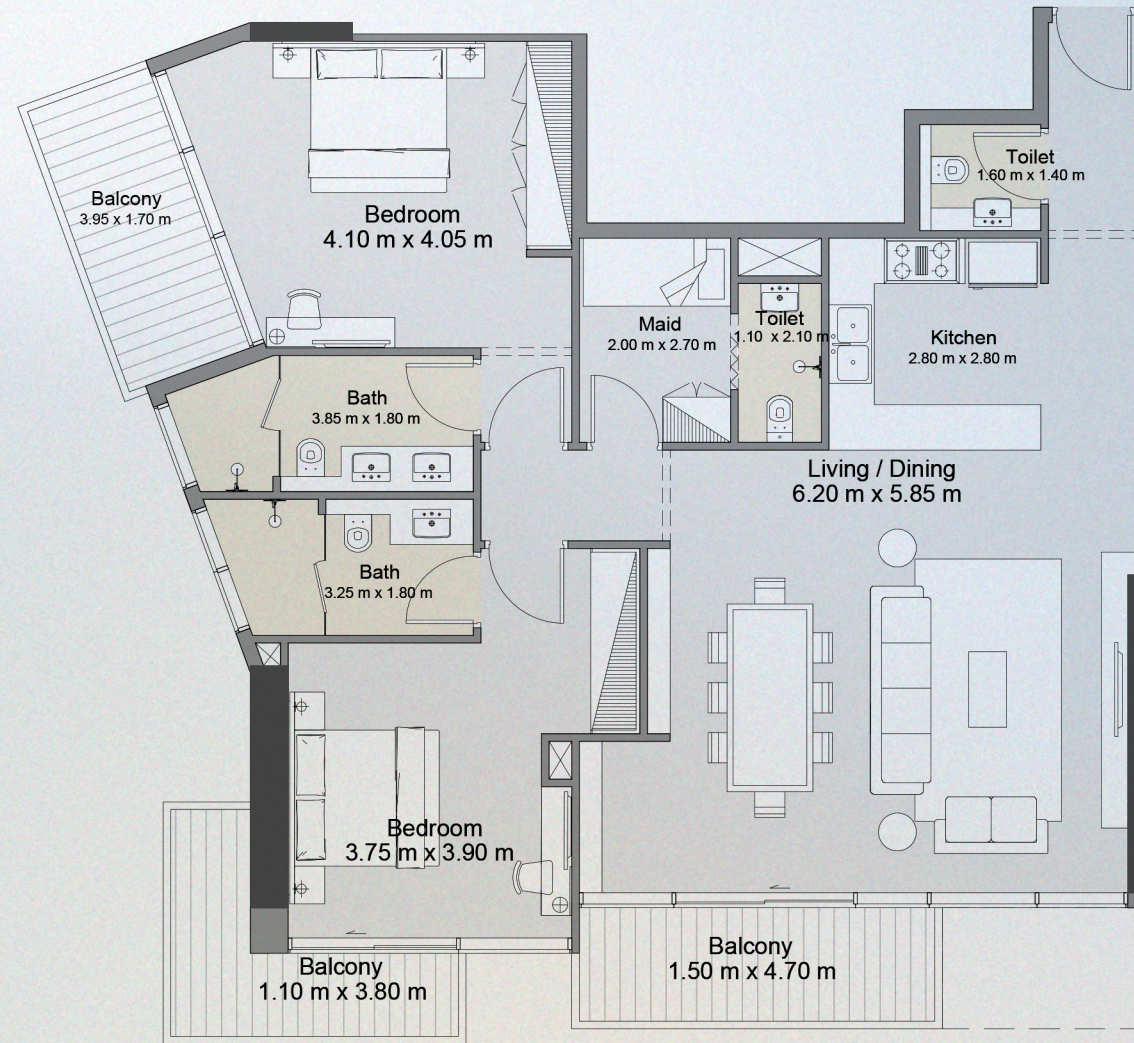 Toilet
1.60 m x 1.40 m
Balcony
3.95 x 1.70 m
Bedroom
4.10 m x 4.05 m
Maid
2.00 m x 2.70 m
Toilet
1.10  x 2.10 m
Kitchen
2.80 m x 2.80 m
Bath
3.85 m x 1.80 m
Living / Dining
6.20 m x 5.85 m
Bath
3.25 m x 1.80 m
Bedroom
3.75 m x 3.90 m
Balcony
1.10 m x 3.80 m
Balcony
1.50 m x 4.70 m